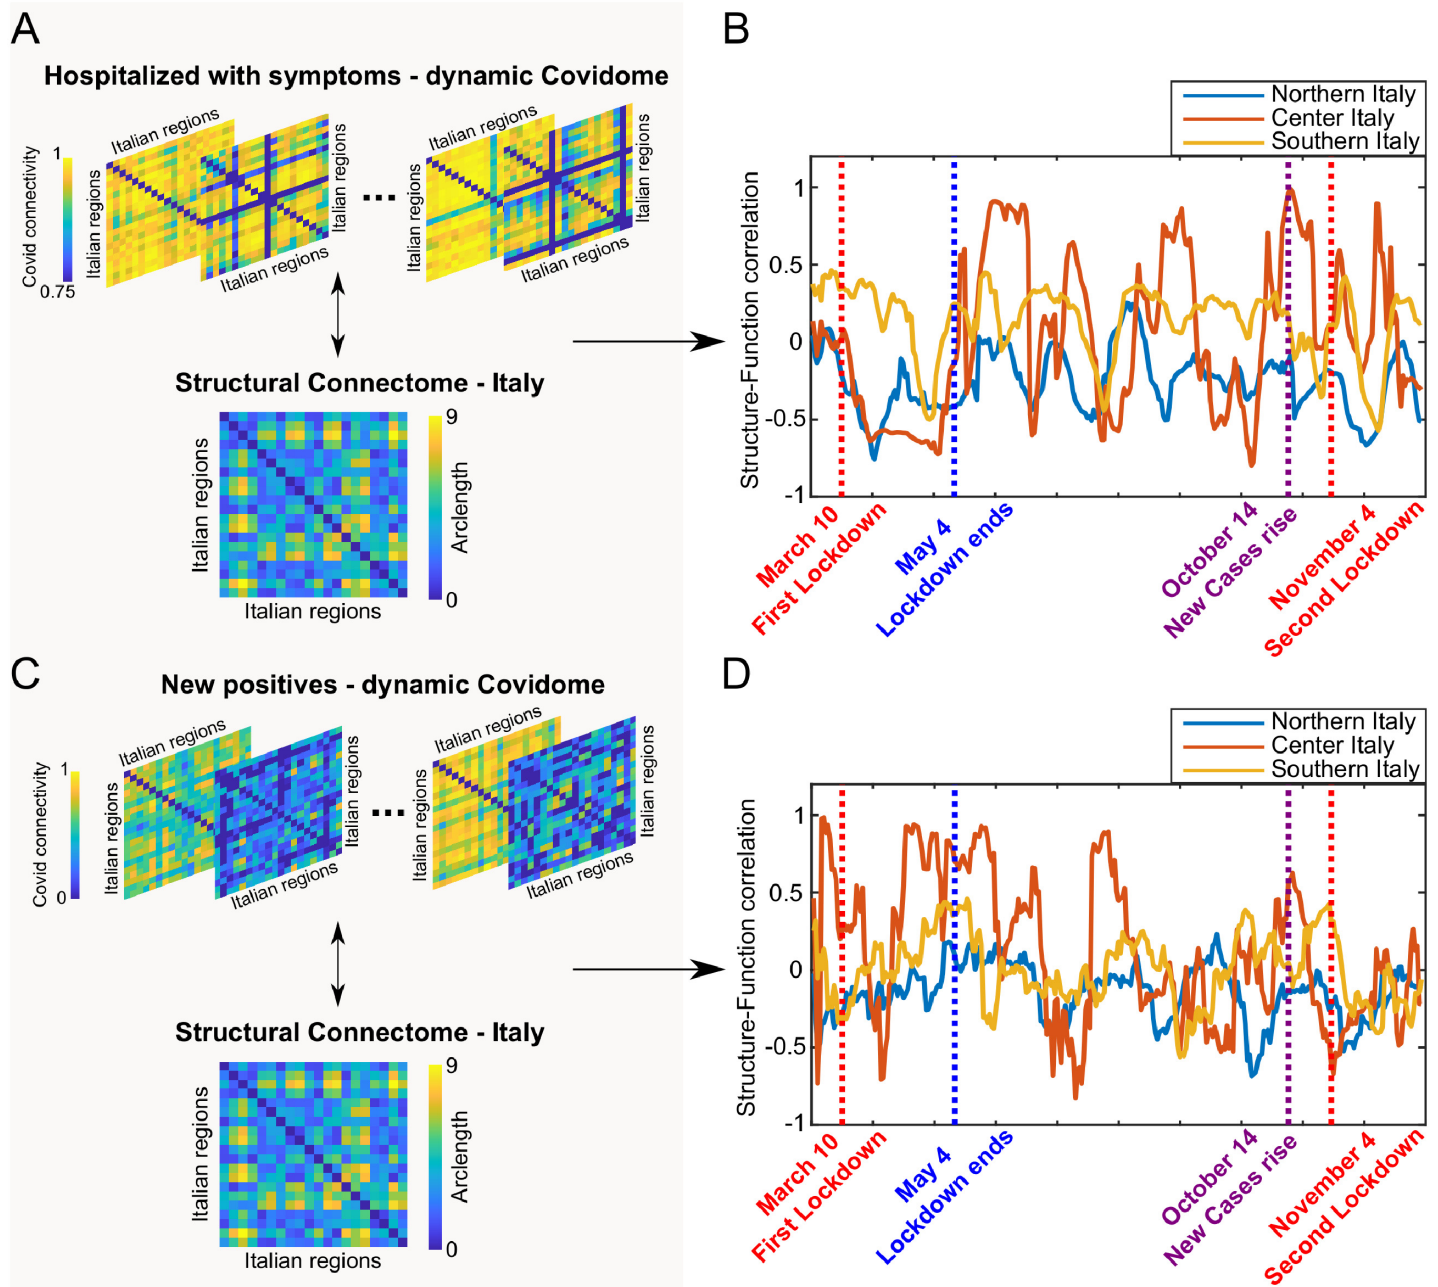 A
Hospitalized with symptoms - dynamic Covidome
Italian regions
Italian regions
Covid connectivity
1
0.75
Italian regions
Italian regions
Italian regions
...
Italian regions
Italian regions
Italian regions
Structural Connectome - Italy
Italian regions
9
Arclength
0
Italian regions
B
Northern Italy
Center Italy
Southern Italy
Structure-Function correlation
1
0.5
0
-0.5
-1
March 10
First Lockdown
May 4
Lockdown ends
October 14
New Cases rise
November 4
Second Lockdown
C
New positives - dynamic Covidome
Italian regions
Italian regions
Covid connectivity
1
0
Italian regions
Italian regions
Italian regions
...
Italian regions
Italian regions
Italian regions
Structural Connectome - Italy
Italian regions
9
Arclength
0
Italian regions
D
Northern Italy
Center Italy
Southern Italy
Structure-Function correlation
1
0.5
0
-0.5
-1
March 10
First Lockdown
May 4
Lockdown ends
October 14
New Cases rise
November 4
Second Lockdown